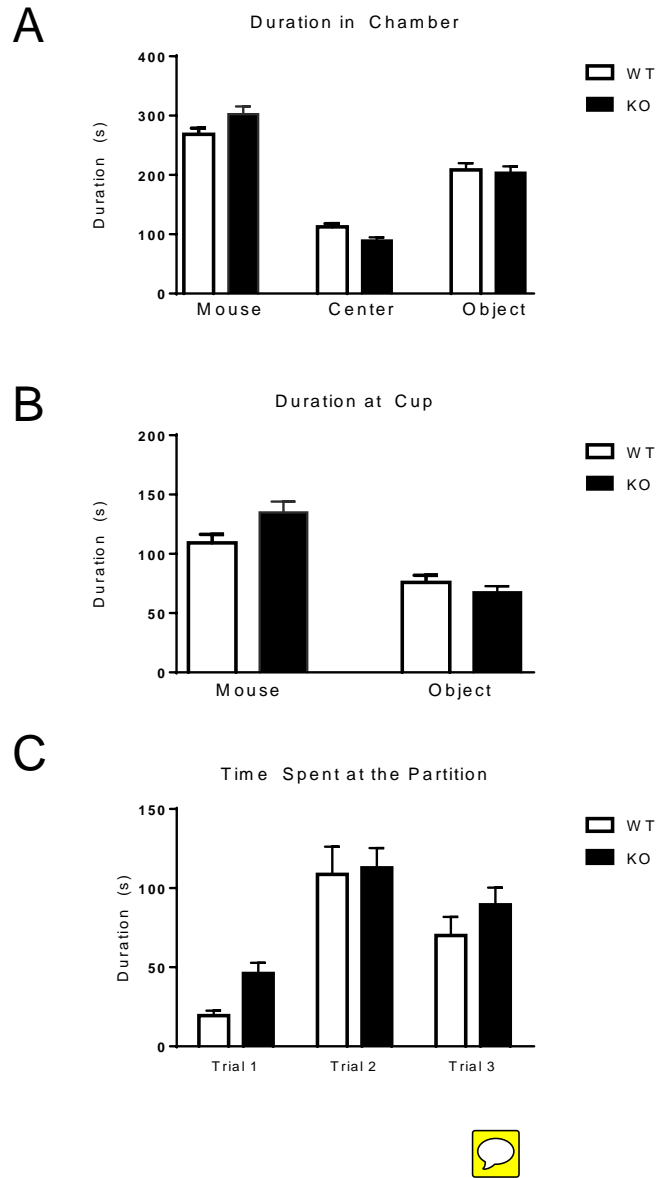 A
Duration in Chamber
400
300
200
100
0
Duration (s)
Mouse Center Object
WT
KO
B
Duration at Cup
200
150
100
50
0
Duration (s)
Mouse Object
WT
KO
C
Time Spent at the Partition
150
100
50
0
Duration (s)
Trial 1 Trial 2 Trial 3
WT
KO